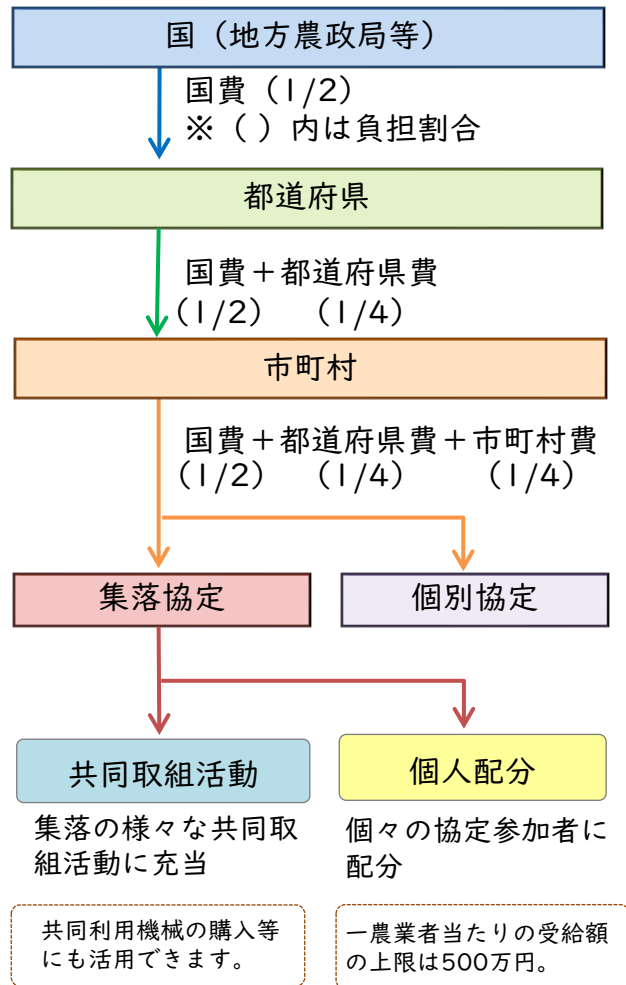 国（地方農政局等）
国費（1/2）
※（ ）内は負担割合
都道府県
国費＋都道府県費
（1/2）　（1/4）
市町村
国費＋都道府県費＋市町村費
（1/2）　（1/4）　　（1/4）
集落協定
個別協定
共同取組活動
個人配分
集落の様々な共同取
組活動に充当
個々の協定参加者に
配分
共同利用機械の購入等
にも活用できます。
一農業者当たりの受給額
の上限は500万円。